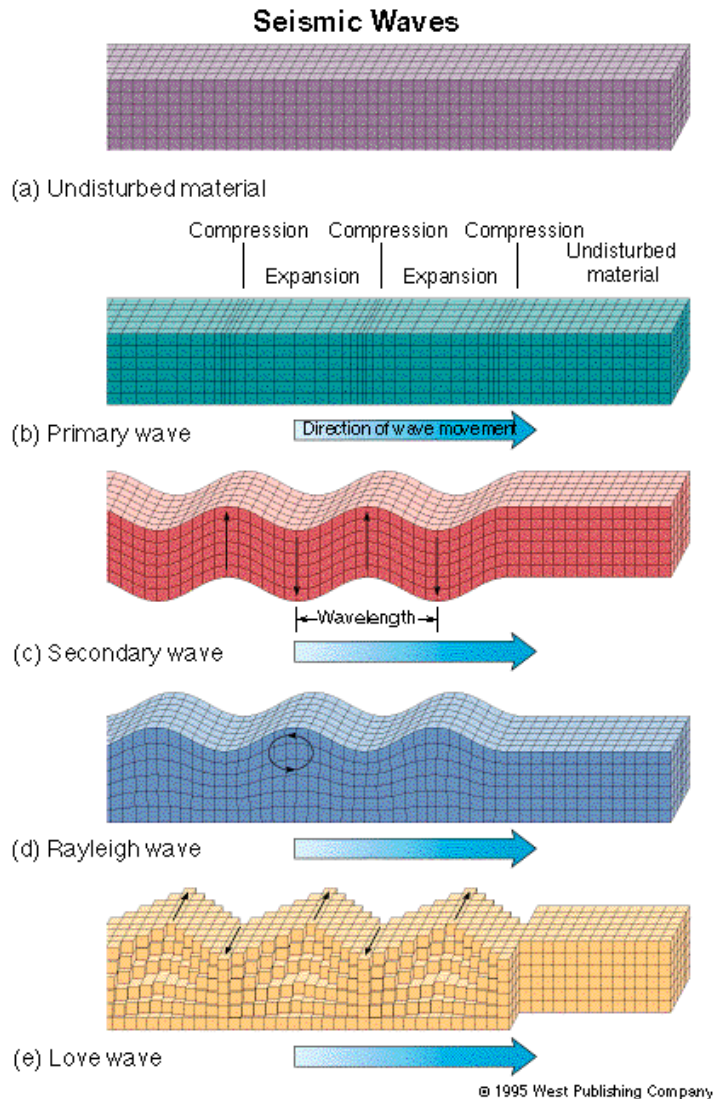 Seismic Waves
(a) Undisturbed material
Compression Compression Compression
Expansion Expansion Undisturbed
material
(b) Primary wave
Direction of wave movement
Wavelength
(c) Secondary wave
(d) Rayleigh wave
(e) Love wave
© 1995 West Publishing Company